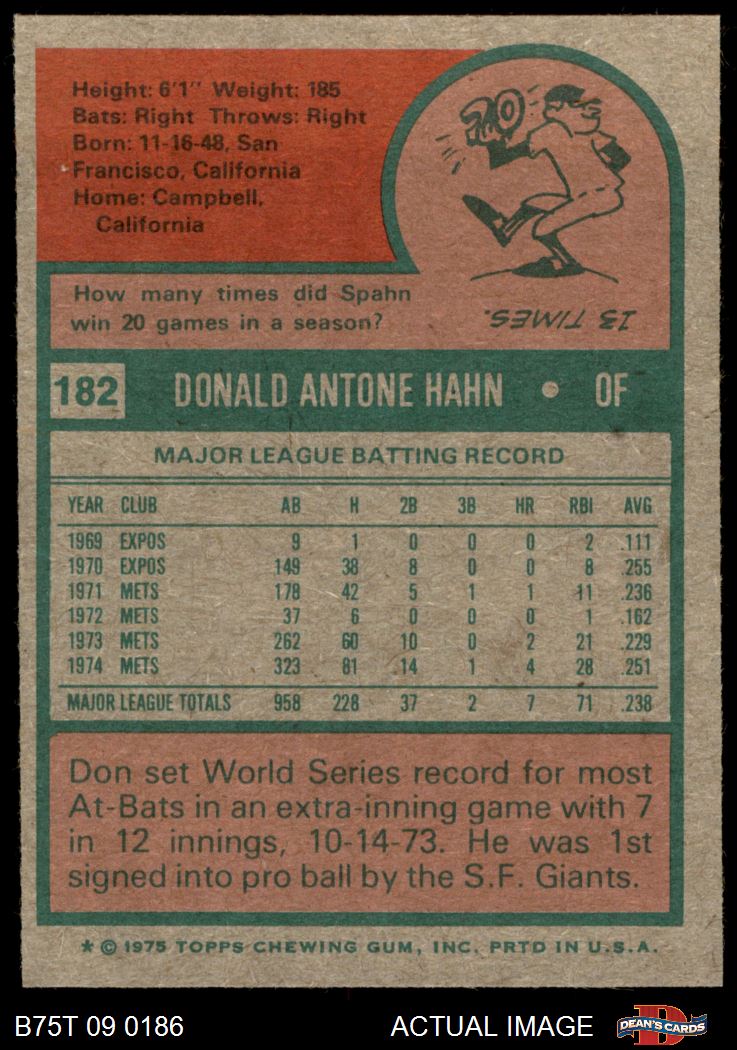 Height: 6'1" Weight: 185
Bats: Right Throws: Right
Born: 11-16-48, San
Francisco, California
Home: Campbell,
California
20
How many times did Spahn
win 20 games in a season?
13 TIMES.
182 DONALD ANTONE HAHN • OF
MAJOR LEAGUE BATTING RECORD
YEAR CLUB AB H 2B 3B HR RBI AVG
1969 EXPOS 9 1 0 0 0 2 .111
1970 EXPOS 149 38 8 0 0 8 .255
1971 METS 178 42 5 1 1 11 .236
1972 METS 37 6 0 0 0 1 .162
1973 METS 262 60 10 0 2 21 .229
1974 METS 323 81 14 1 4 28 .251
MAJOR LEAGUE TOTALS 958 228 37 2 7 71 .238
Don set World Series record for most
At-Bats in an extra-inning game with 7
in 12 innings, 10-14-73. He was 1st
signed into pro ball by the S.F. Giants.
* © 1975 TOPPS CHEWING GUM, INC. PRTD IN U.S.A.
B75T 09 0186 ACTUAL IMAGE D DEAN'S CARDS